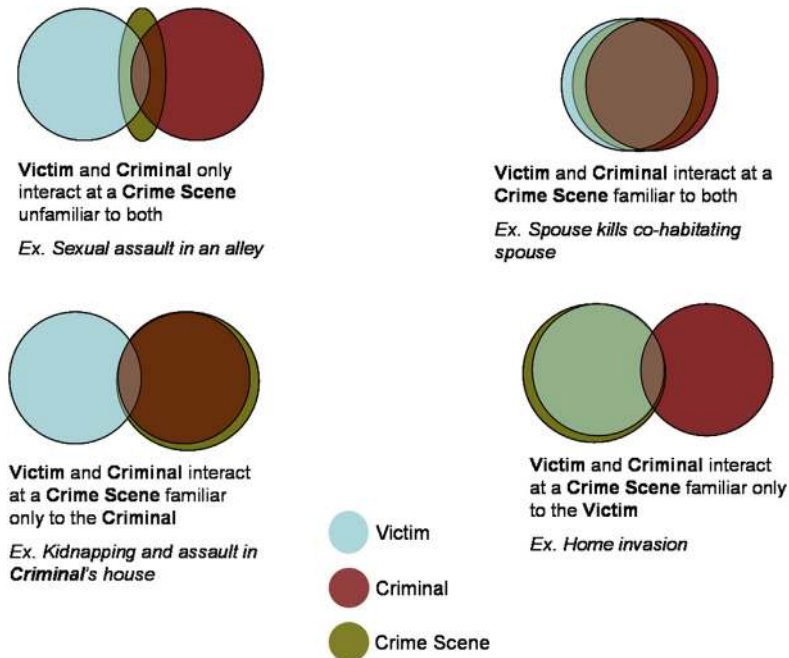 Victim and Criminal only
interact at a Crime Scene
unfamiliar to both
Ex. Sexual assault in an alley
Victim and Criminal interact at a
Crime Scene familiar to both
Ex. Spouse kills co-habitating
spouse
Victim and Criminal interact
at a Crime Scene familiar
only to the Criminal
Ex. Kidnapping and assault in
Criminal's house
Victim and Criminal interact
at a Crime Scene familiar only
to the Victim
Ex. Home invasion
Victim
Criminal
Crime Scene